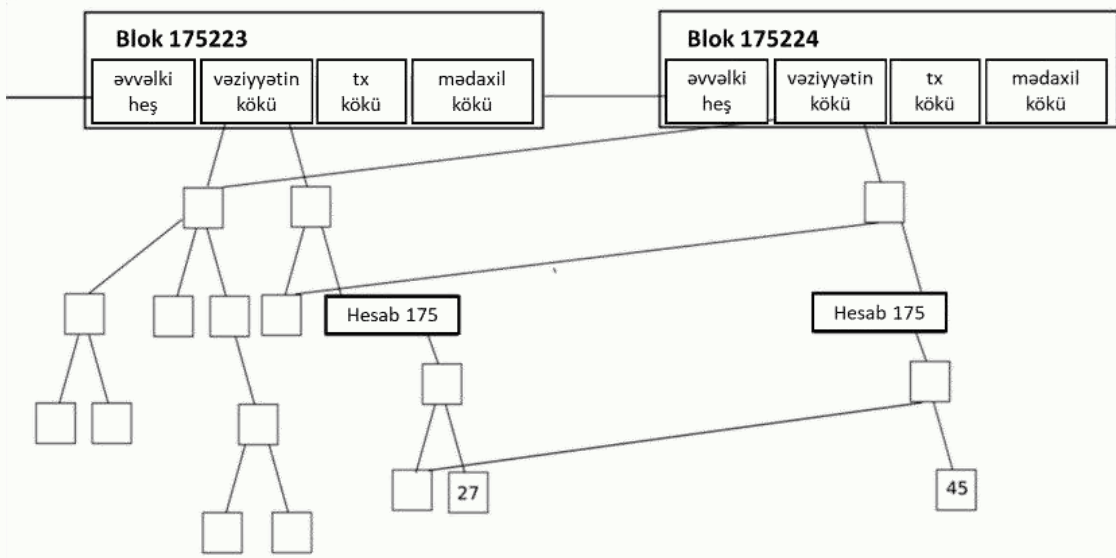 Blok 175223
əvvəlki
heş
vəziyyətin
kökü
tx
kökü
mədaxil
kökü
Blok 175224
əvvəlki
heş
vəziyyətin
kökü
tx
kökü
mədaxil
kökü
Hesab 175
Hesab 175
27
45